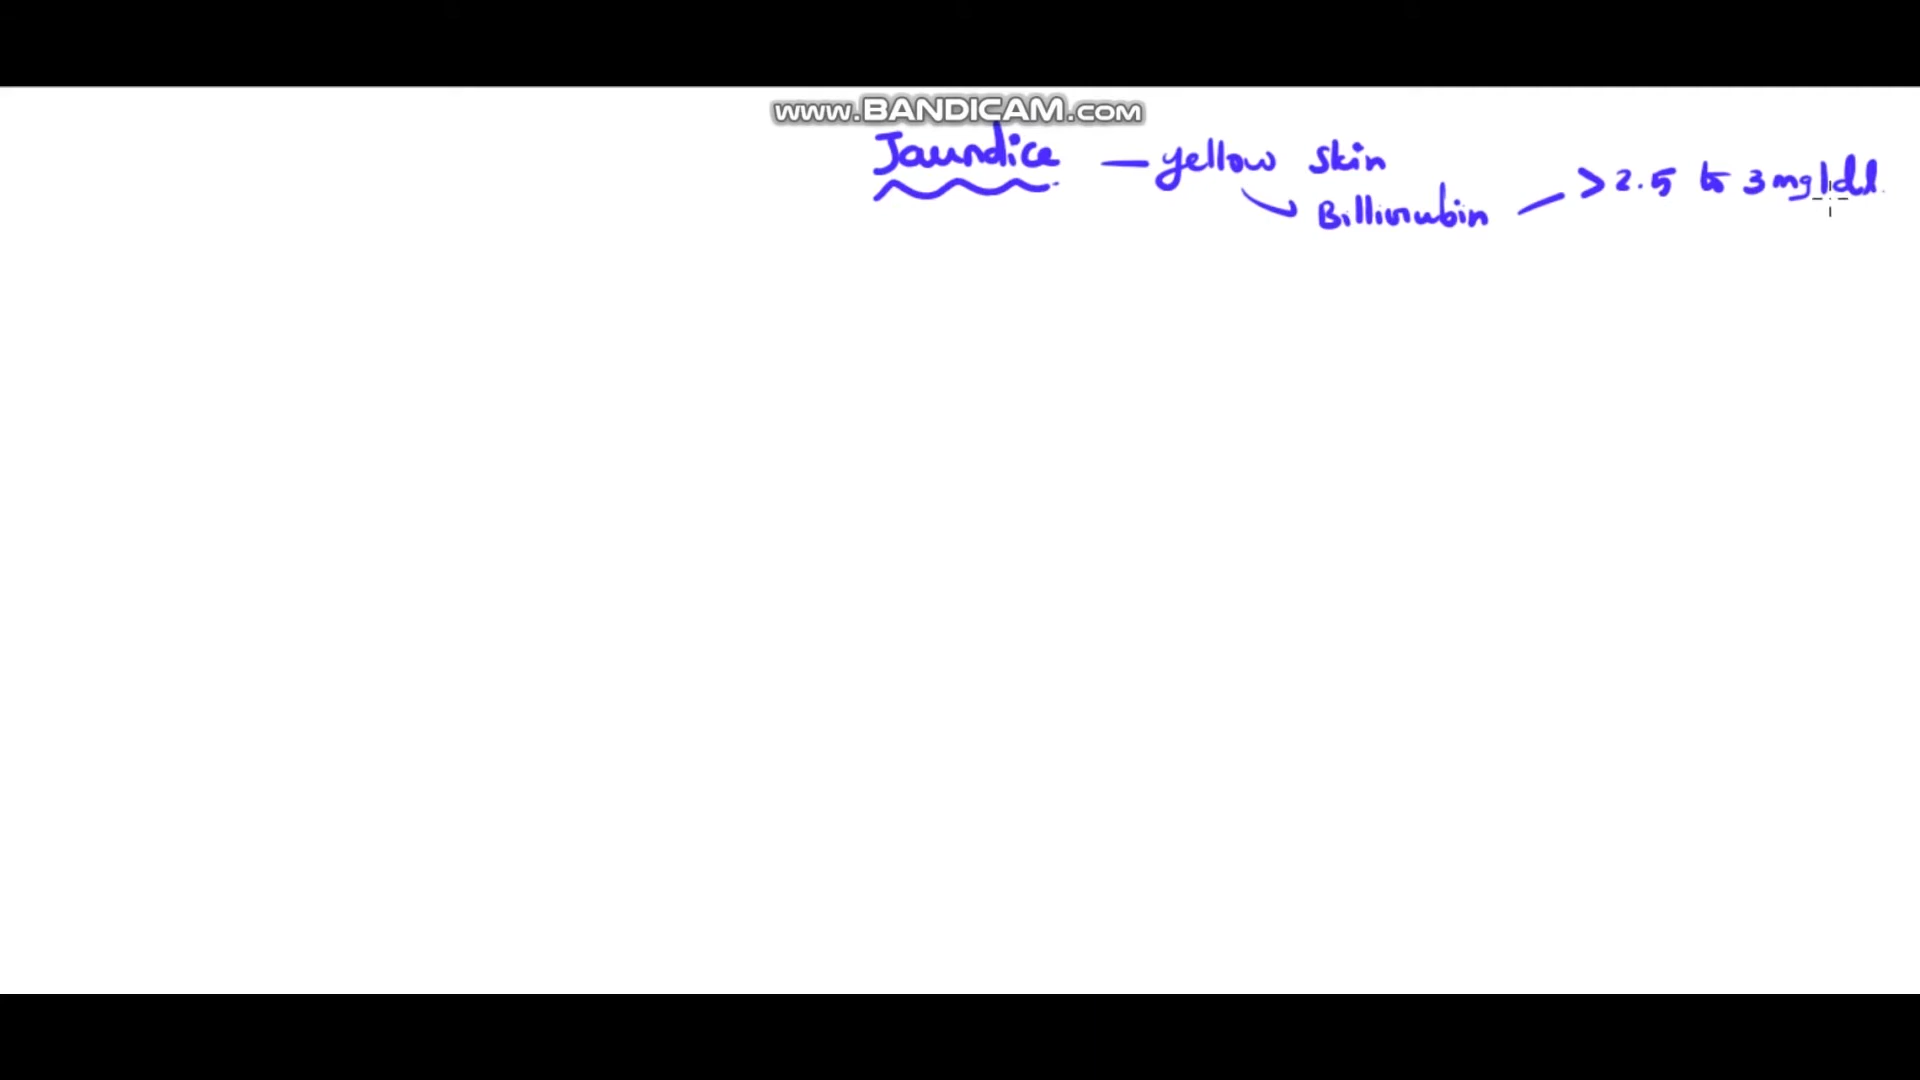 www.BANDICAM.com
Jaundice — yellow skin
Billirubin — > 2.5 to 3 mg/dl